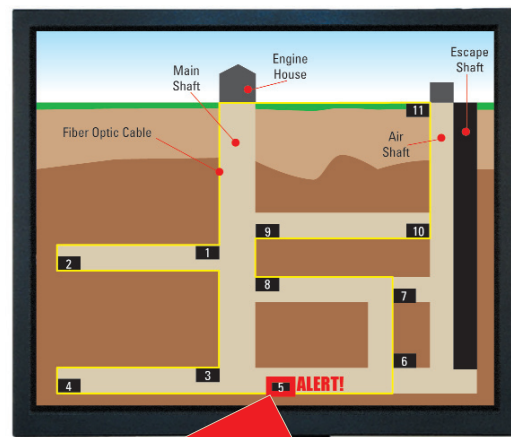 Engine
House
Escape
Shaft
Main
Shaft
11
Fiber Optic Cable
Air
Shaft
9
10
1
2
8
7
6
3
4
5 ALERT!